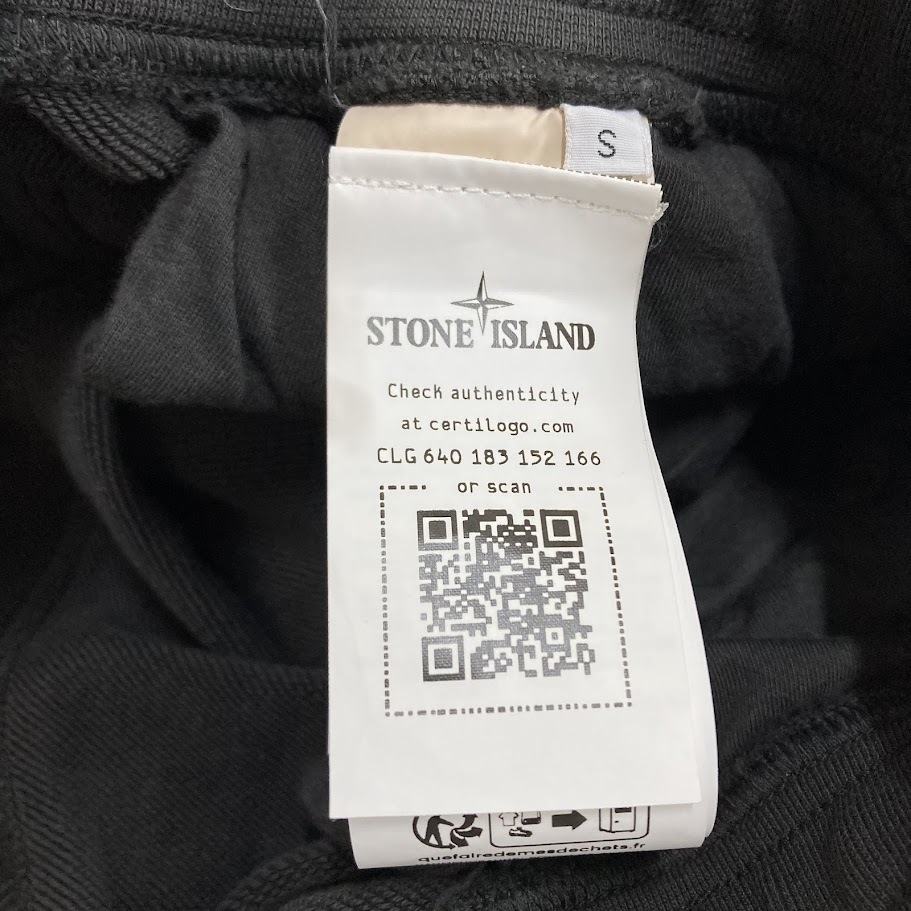 S
STONE ISLAND
Check authenticity
at certilogo.com
CLG 640 183 152 166
or scan
quefairedemesdechets.fr